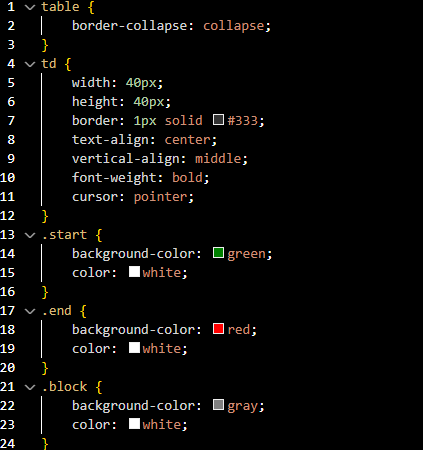 1 table {
2 border-collapse: collapse;
3 }
4 td {
5 width: 40px;
6 height: 40px;
7 border: 1px solid #333;
8 text-align: center;
9 vertical-align: middle;
10 font-weight: bold;
11 cursor: pointer;
12 }
13 .start {
14 background-color: green;
15 color: white;
16 }
17 .end {
18 background-color: red;
19 color: white;
20 }
21 .block {
22 background-color: gray;
23 color: white;
24 }